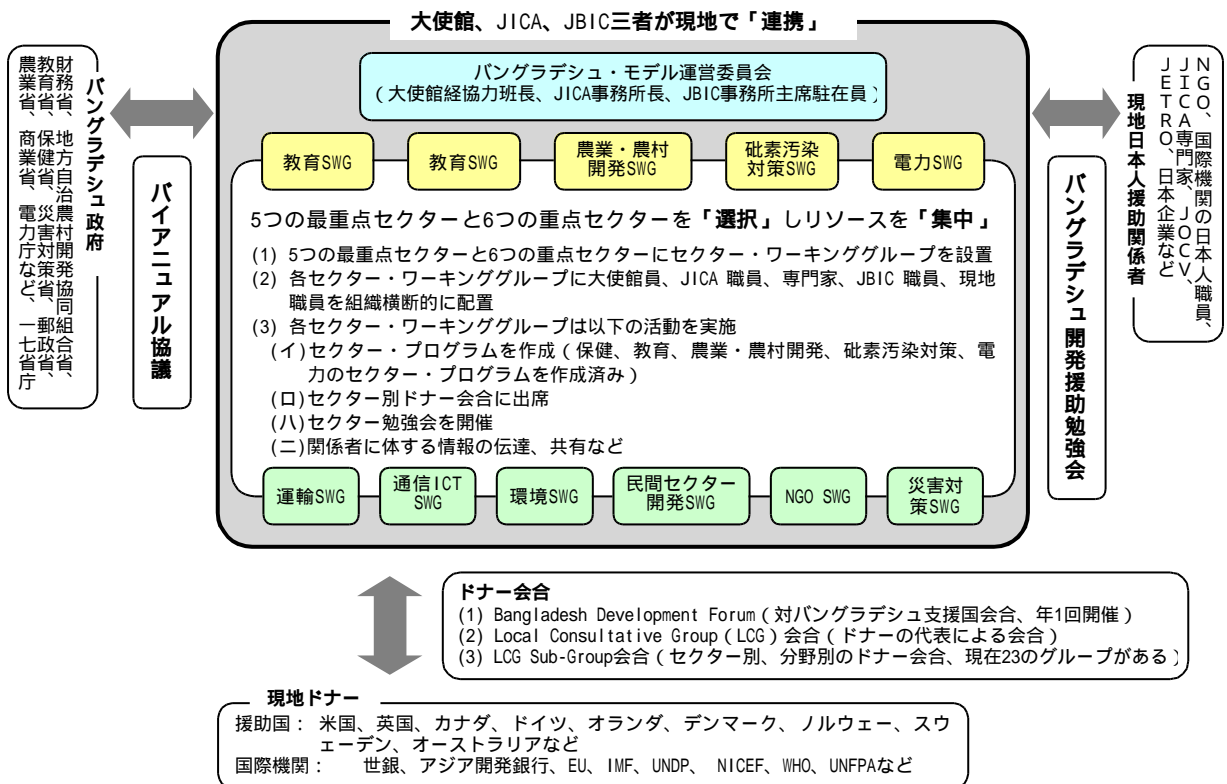 大使館、JICA、JBIC三者が現地で「連携」
バングラデシュ・モデル運営委員会
（大使館経協力班長、JICA事務所長、JBIC事務所主席駐在員）
教育SWG
教育SWG
農業・農村
開発SWG
砒素汚染
対策SWG
電力SWG
5つの最重点セクターと6つの重点セクターを「選択」しリソースを「集中」
(1) 5つの最重点セクターと6つの重点セクターにセクター・ワーキンググループを設置
(2) 各セクター・ワーキンググループに大使館員、JICA 職員、専門家、JBIC 職員、現地
職員を組織横断的に配置
(3) 各セクター・ワーキンググループは以下の活動を実施
(イ)セクター・プログラムを作成（保健、教育、農業・農村開発、砒素汚染対策、電
力のセクター・プログラムを作成済み）
(ロ)セクター別ドナー会合に出席
(ハ)セクター勉強会を開催
(ニ)関係者に体する情報の伝達、共有など
運輸SWG
通信ICT
SWG
環境SWG
民間セクター
開発SWG
NGO SWG
災害対
策SWG
バングラデシュ政府
財務省、地方自治農村開発協同組合省、
教育省、保健省、災害対策省、郵政省、
農業省、商業省、電力庁など、一七省庁
バイアニュアル協議
バングラデシュ開発援助勉強会
NGO、国際機関の日本人職員、
JICA専門家、JOCV、
JETRO、日本企業など
現地日本人援助関係者
ドナー会合
(1) Bangladesh Development Forum（対バングラデシュ支援国会合、年1回開催）
(2) Local Consultative Group（LCG）会合（ドナーの代表による会合）
(3) LCG Sub-Group会合（セクター別、分野別のドナー会合、現在23のグループがある）
現地ドナー
援助国： 米国、英国、カナダ、ドイツ、オランダ、デンマーク、ノルウェー、スウ
ェーデン、オーストラリアなど
国際機関： 世銀、アジア開発銀行、EU、IMF、UNDP、 NICEF、WHO、UNFPAなど